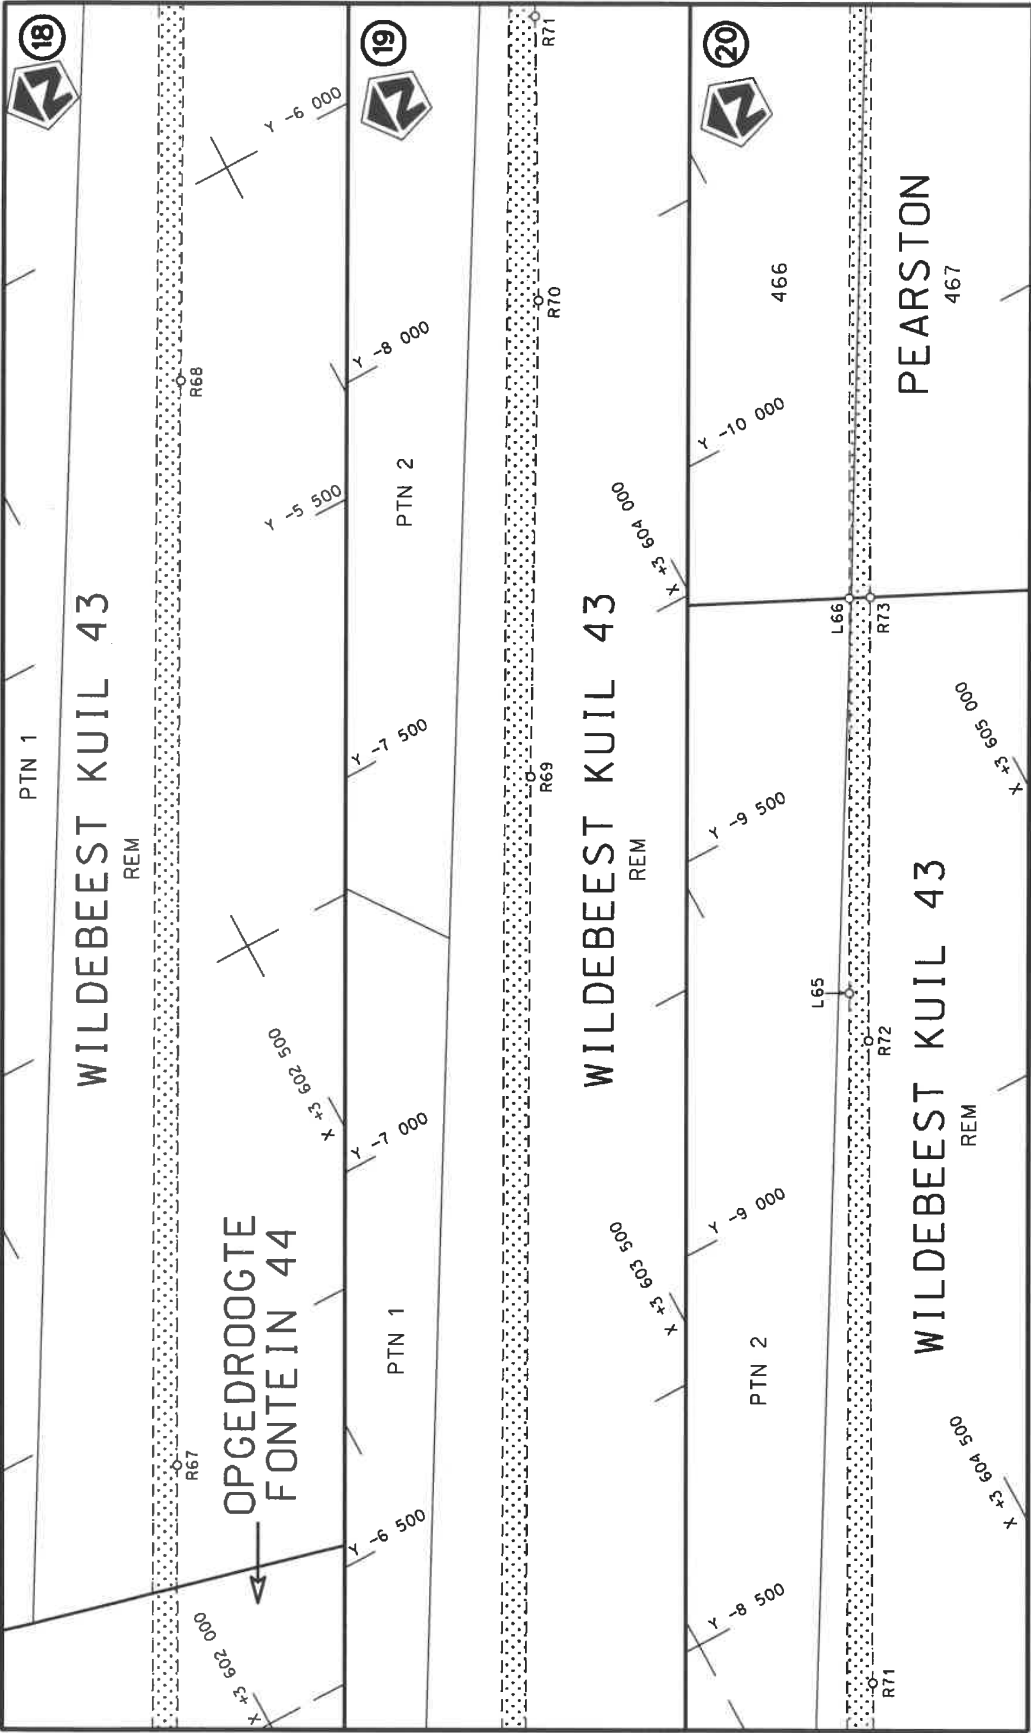 18
PTN 1
WILDEBEEST KUIL 43
REM
R67
R68
OPGEDROOGTE
FONTEIN 44
X +3 602 000
X +3 602 500
Y -5 500
Y -6 000
N
19
PTN 1
PTN 2
Y -6 500
Y -7 000
Y -7 500
Y -8 000
R69
R70
R71
WILDEBEEST KUIL 43
REM
X +3 603 500
X +3 604 000
N
20
PTN 2
466
Y -8 500
Y -9 000
Y -9 500
Y -10 000
L65
L66
R71
R72
R73
WILDEBEEST KUIL 43
REM
PEARSTON
467
X +3 604 500
X +3 605 000
N